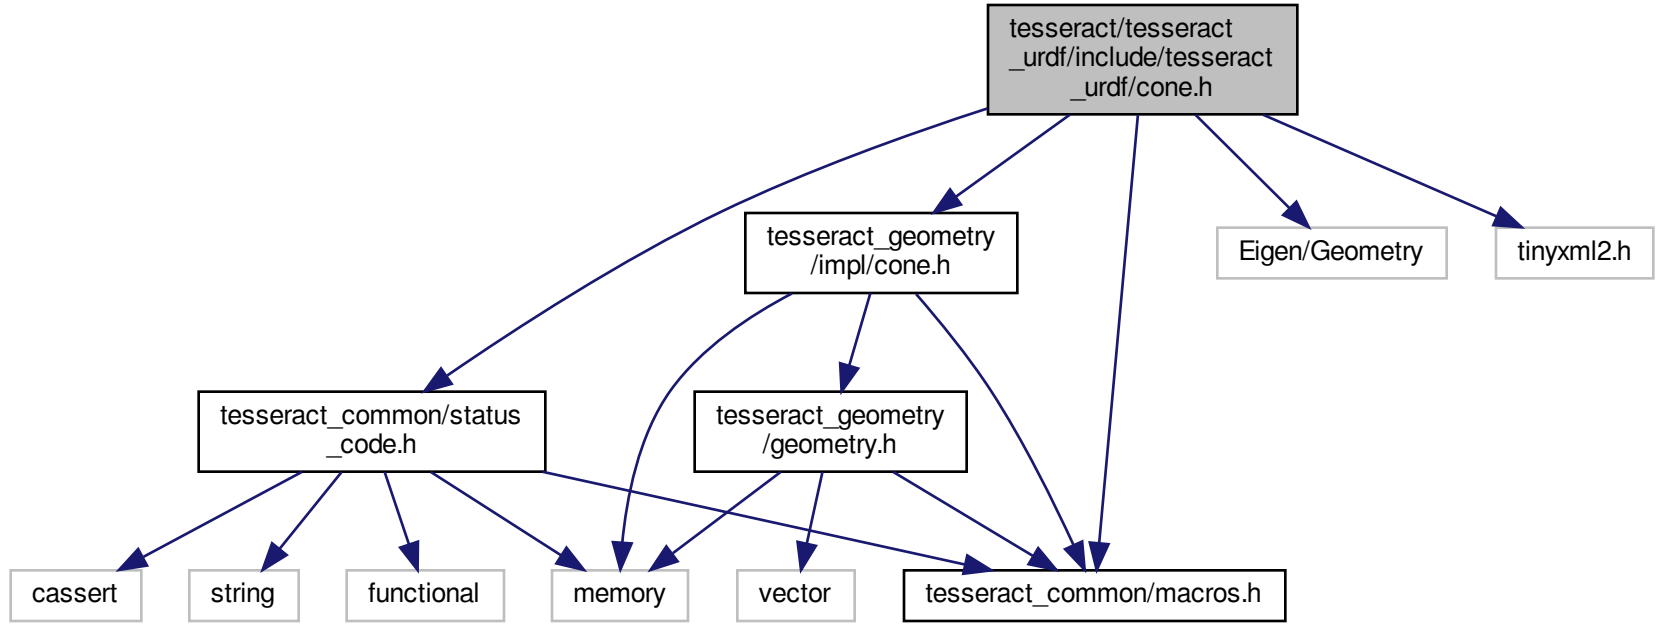 tesseract/tesseract
_urdf/include/tesseract
_urdf/cone.h
tesseract_geometry
/impl/cone.h
Eigen/Geometry
tinyxml2.h
tesseract_common/status
_code.h
tesseract_geometry
/geometry.h
cassert
string
functional
memory
vector
tesseract_common/macros.h